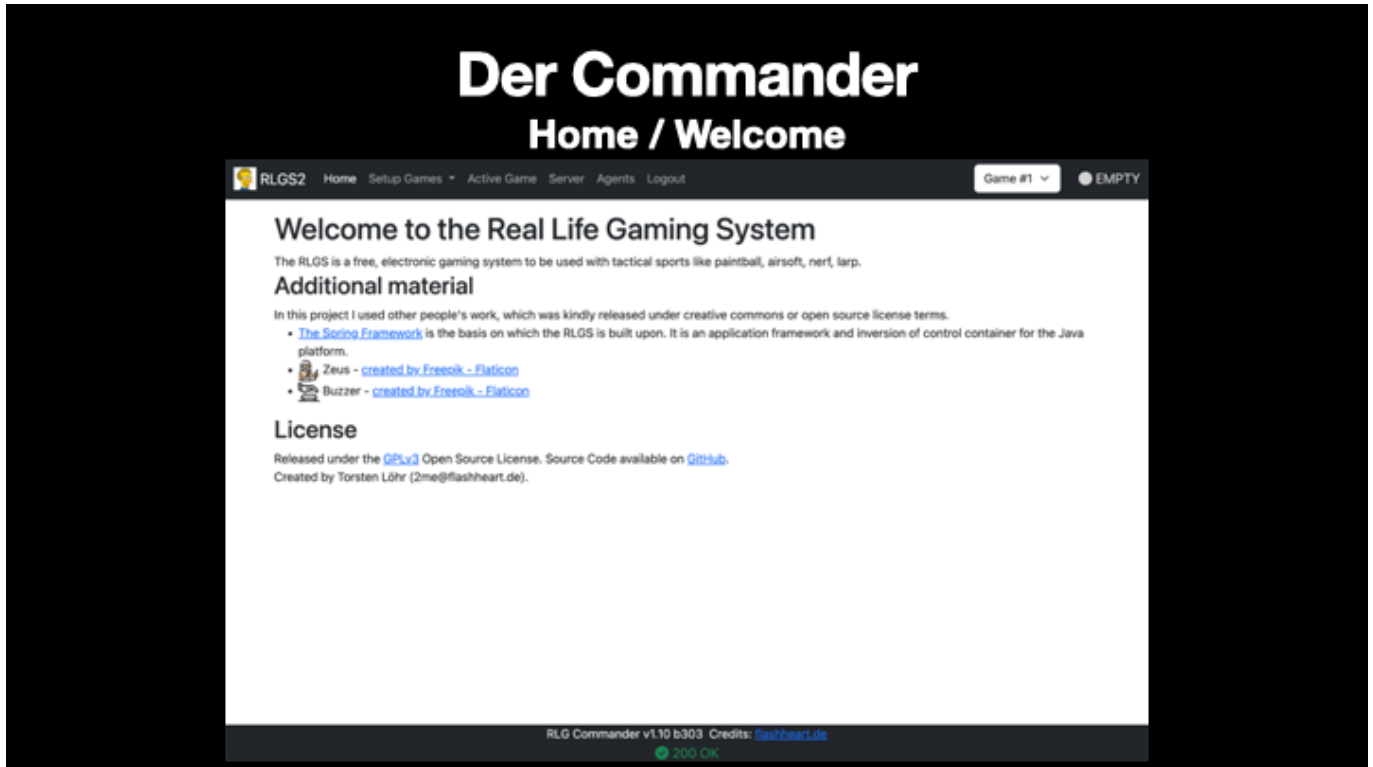 Der Commander
Home / Welcome
RLGS2 Home Setup Games Active Game Server Agents Logout Game #1 EMPTY
Welcome to the Real Life Gaming System
The RLGS is a free, electronic gaming system to be used with tactical sports like paintball, airsoft, nerf, larp.
Additional material
In this project I used other people's work, which was kindly released under creative commons or open source license terms.
• The Spring Framework is the basis on which the RLGS is built upon. It is an application framework and inversion of control container for the Java
platform.
• Zeus - created by Freepik - Flaticon
• Buzzer - created by Freepik - Flaticon
License
Released under the GPLv3 Open Source License. Source Code available on GitHub.
Created by Torsten Löhr (2me@flashheart.de).
RLG Commander v1.10 b303 Credits: flashheart.de
200 OK